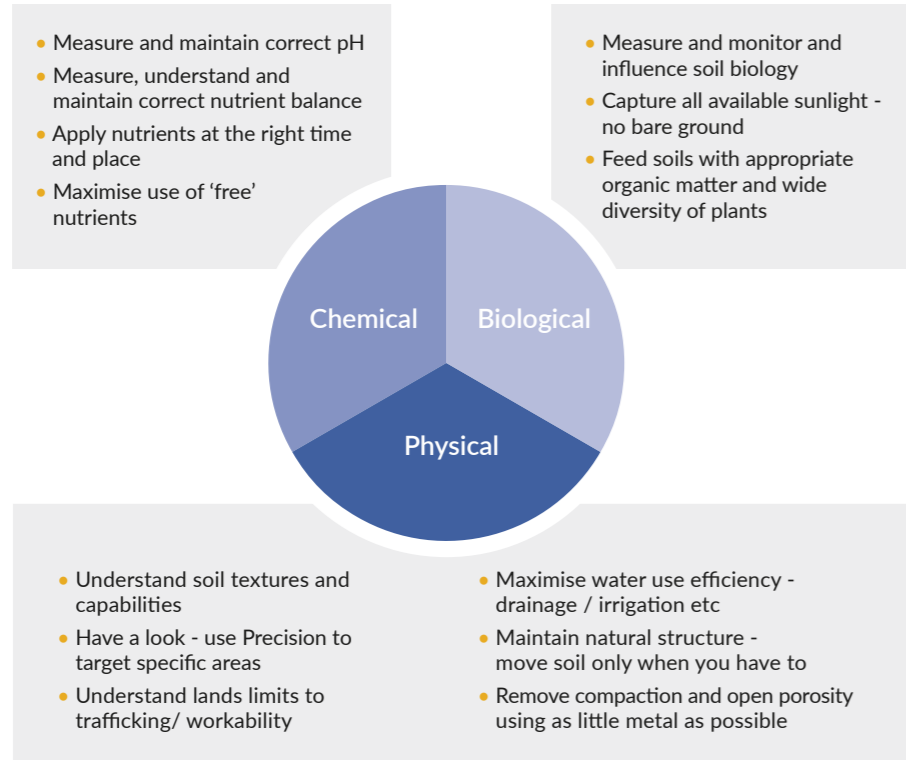 • Measure and maintain correct pH
• Measure, understand and
maintain correct nutrient balance
• Apply nutrients at the right time
and place
• Maximise use of ‘free’
nutrients
• Measure and monitor and
influence soil biology
• Capture all available sunlight -
no bare ground
• Feed soils with appropriate
organic matter and wide
diversity of plants
Chemical
Biological
Physical
• Understand soil textures and
capabilities
• Have a look - use Precision to
target specific areas
• Understand lands limits to
trafficking/ workability
• Maximise water use efficiency -
drainage / irrigation etc
• Maintain natural structure -
move soil only when you have to
• Remove compaction and open porosity
using as little metal as possible